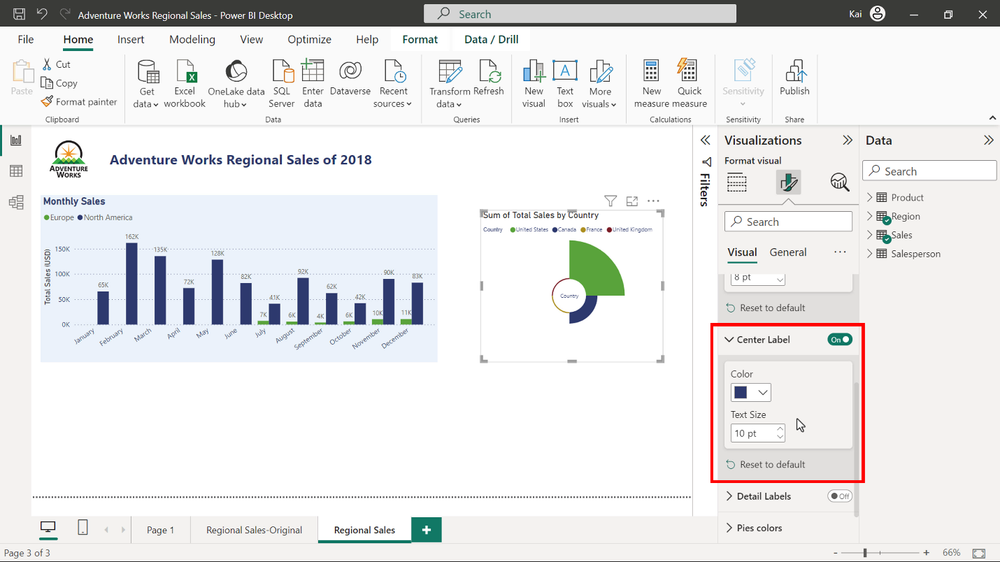 Adventure Works Regional Sales - Power BI Desktop
Search
Kai
File Home Insert Modeling View Optimize Help Format Data / Drill
Paste
Cut
Copy
Format painter
Clipboard
Get data
Excel workbook
OneLake data hub
SQL Server
Enter data
Dataverse
Recent sources
Data
Transform data
Refresh
Queries
New visual
Text box
More visuals
Insert
New measure
Quick measure
Calculations
Sensitivity
Sensitivity
Publish
Share
ADVENTURE
WORKS
Adventure Works Regional Sales of 2018
Monthly Sales
Europe North America
Total Sales (USD)
150K
100K
50K
0K
65K
162K
135K
72K
128K
82K
7K
41K
6K
92K
4K
62K
6K
42K
10K
90K
11K
83K
January
February
March
April
May
June
July
August
September
October
November
December
Sum of Total Sales by Country
Country United States Canada France United Kingdom
Country
Filters
Visualizations
Format visual
Search
Visual General
8 pt
Reset to default
Center Label On
Color
Text Size
10 pt
Reset to default
Detail Labels Off
Pies colors
Data
Search
Product
Region
Sales
Salesperson
Page 1
Regional Sales-Original
Regional Sales
+
Page 3 of 3
- + 66%